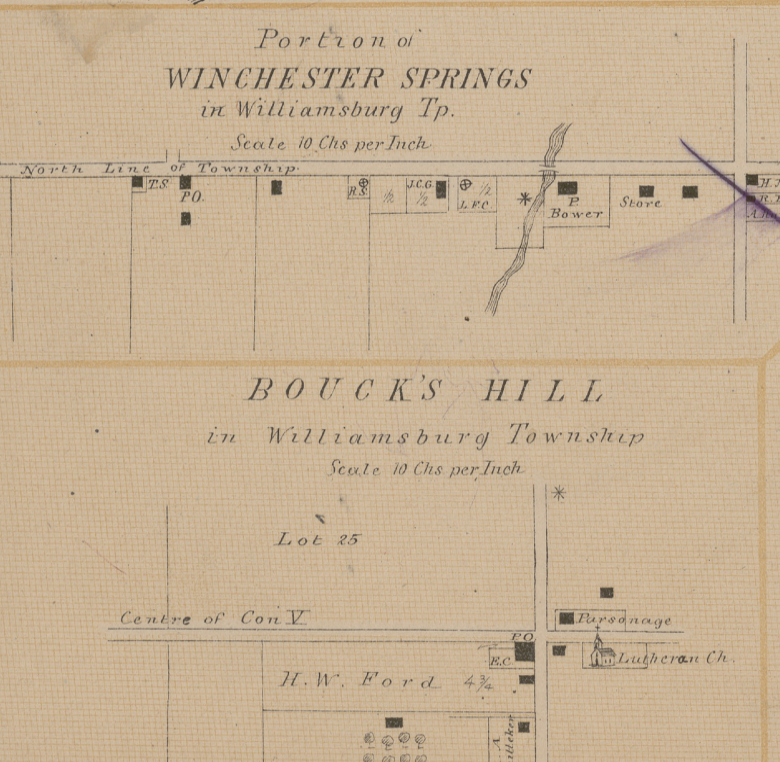 Portion of
WINCHESTER SPRINGS
in Williamsburg Tp.
Scale 10 Chs per Inch
North Line of Township
T.S.
P.O.
B.S.
1/2
J.C.G.
1/2
1/2
L.F.C
P.
Bower
Store
BOUCK'S HILL
in Williamsburg Township
Scale 10 Chs per Inch
Lot 25
Centre of Con V
Parsonage
P.O
E.C
Lutheran Ch.
H.W. Ford 4 3/4
A